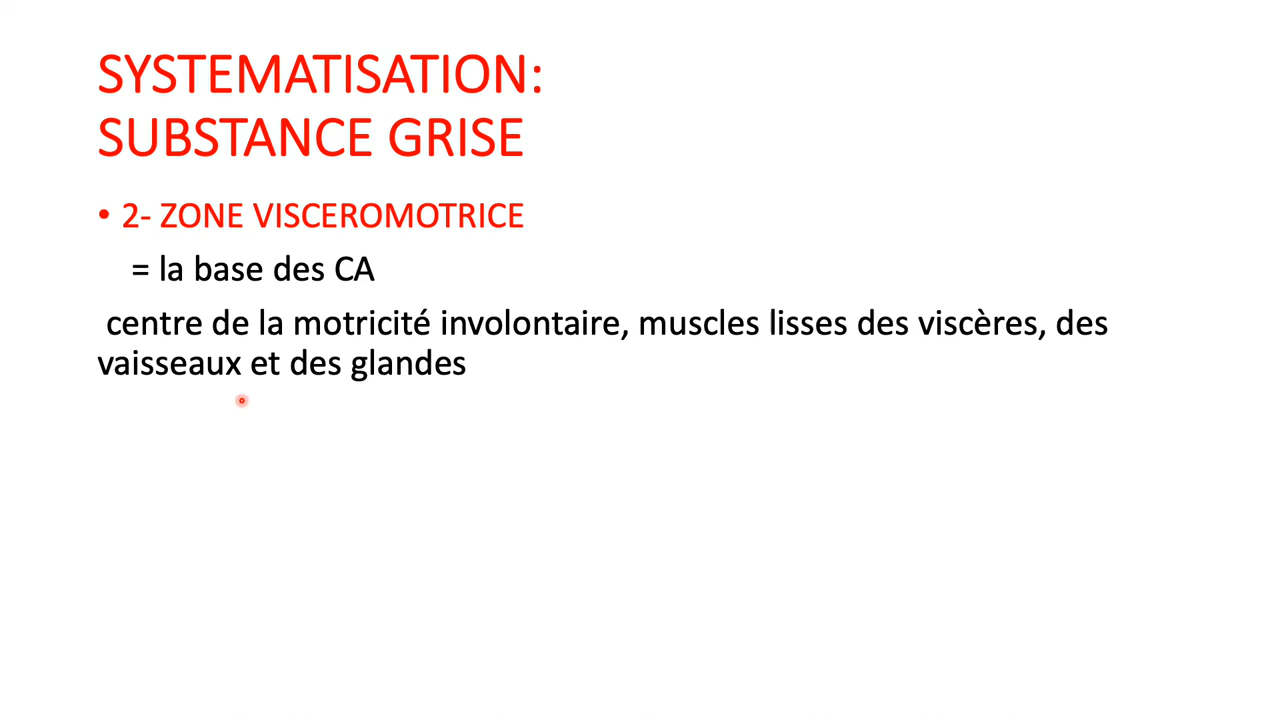 SYSTEMATISATION:
SUBSTANCE GRISE
• 2- ZONE VISCEROMOTRICE
= la base des CA
centre de la motricité involontaire, muscles lisses des viscères, des
vaisseaux et des glandes